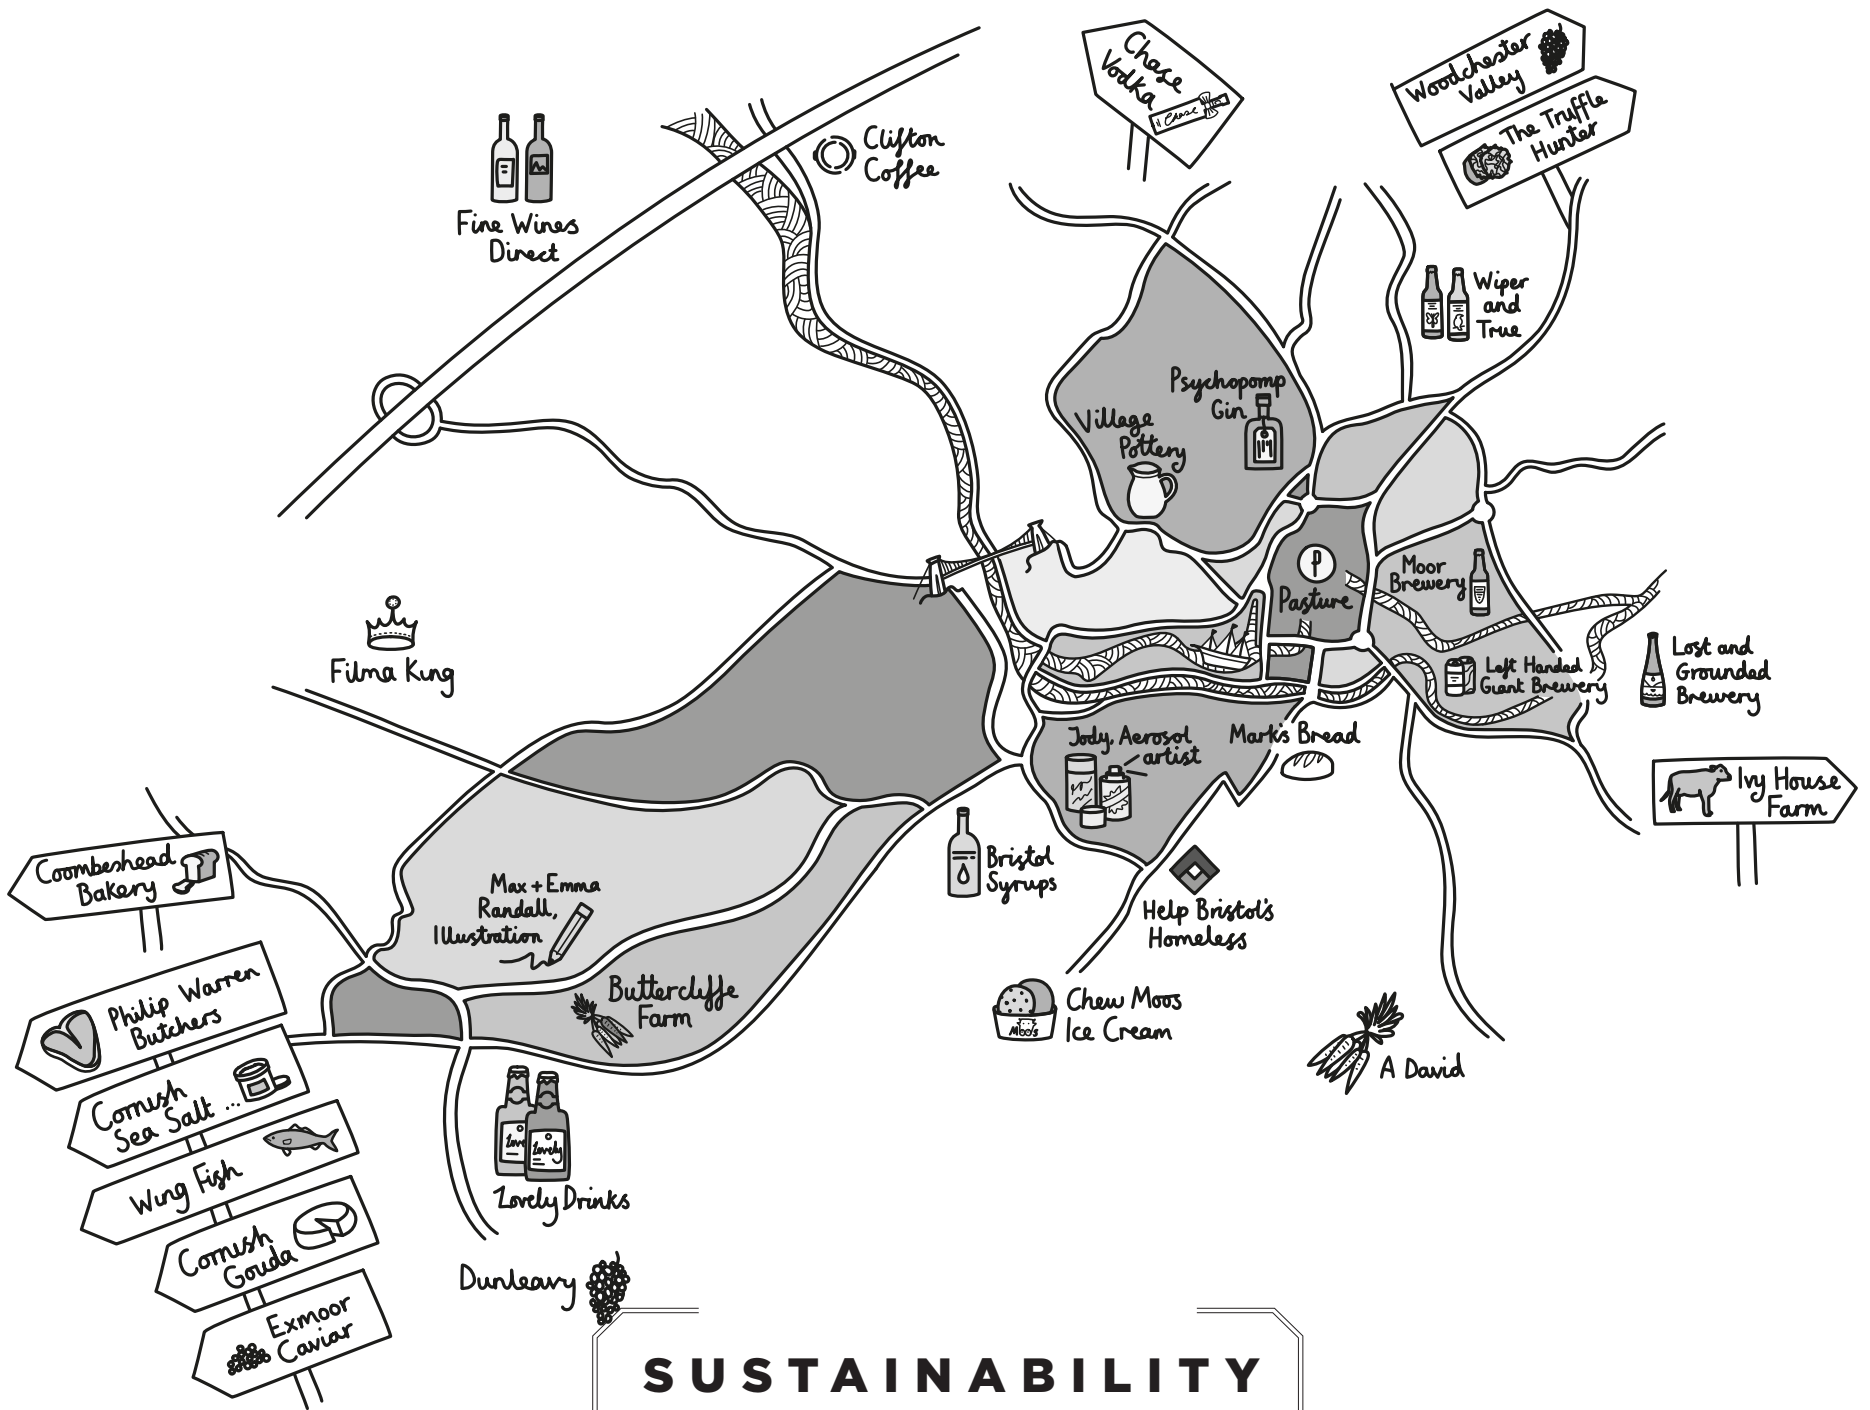 Chase
Vodka
Chase
Woodchester
Valley
The Truffle
Hunter
Clifton
Coffee
Fine Wines
Direct
Wiper
and
True
Psychopomp
Gin
Village
Pottery
P
Pasture
Moor
Brewery
Left Handed
Giant Brewery
Lost and
Grounded
Brewery
Filma King
Jody, Aerosol
artist
Mark's Bread
Ivy House
Farm
Coombeshead
Bakery
Bristol
Syrups
Max + Emma
Randall,
Illustration
Help Bristol's
Homeless
Philip Warren
Butchers
Buttercliffe
Farm
Moo's
Chew Moos
Ice Cream
A David
Cornish
Sea Salt ...
Wing Fish
Lovely
Lovely Drinks
Cornish
Gouda
Dunleavy
Exmoor
Caviar
SUSTAINABILITY